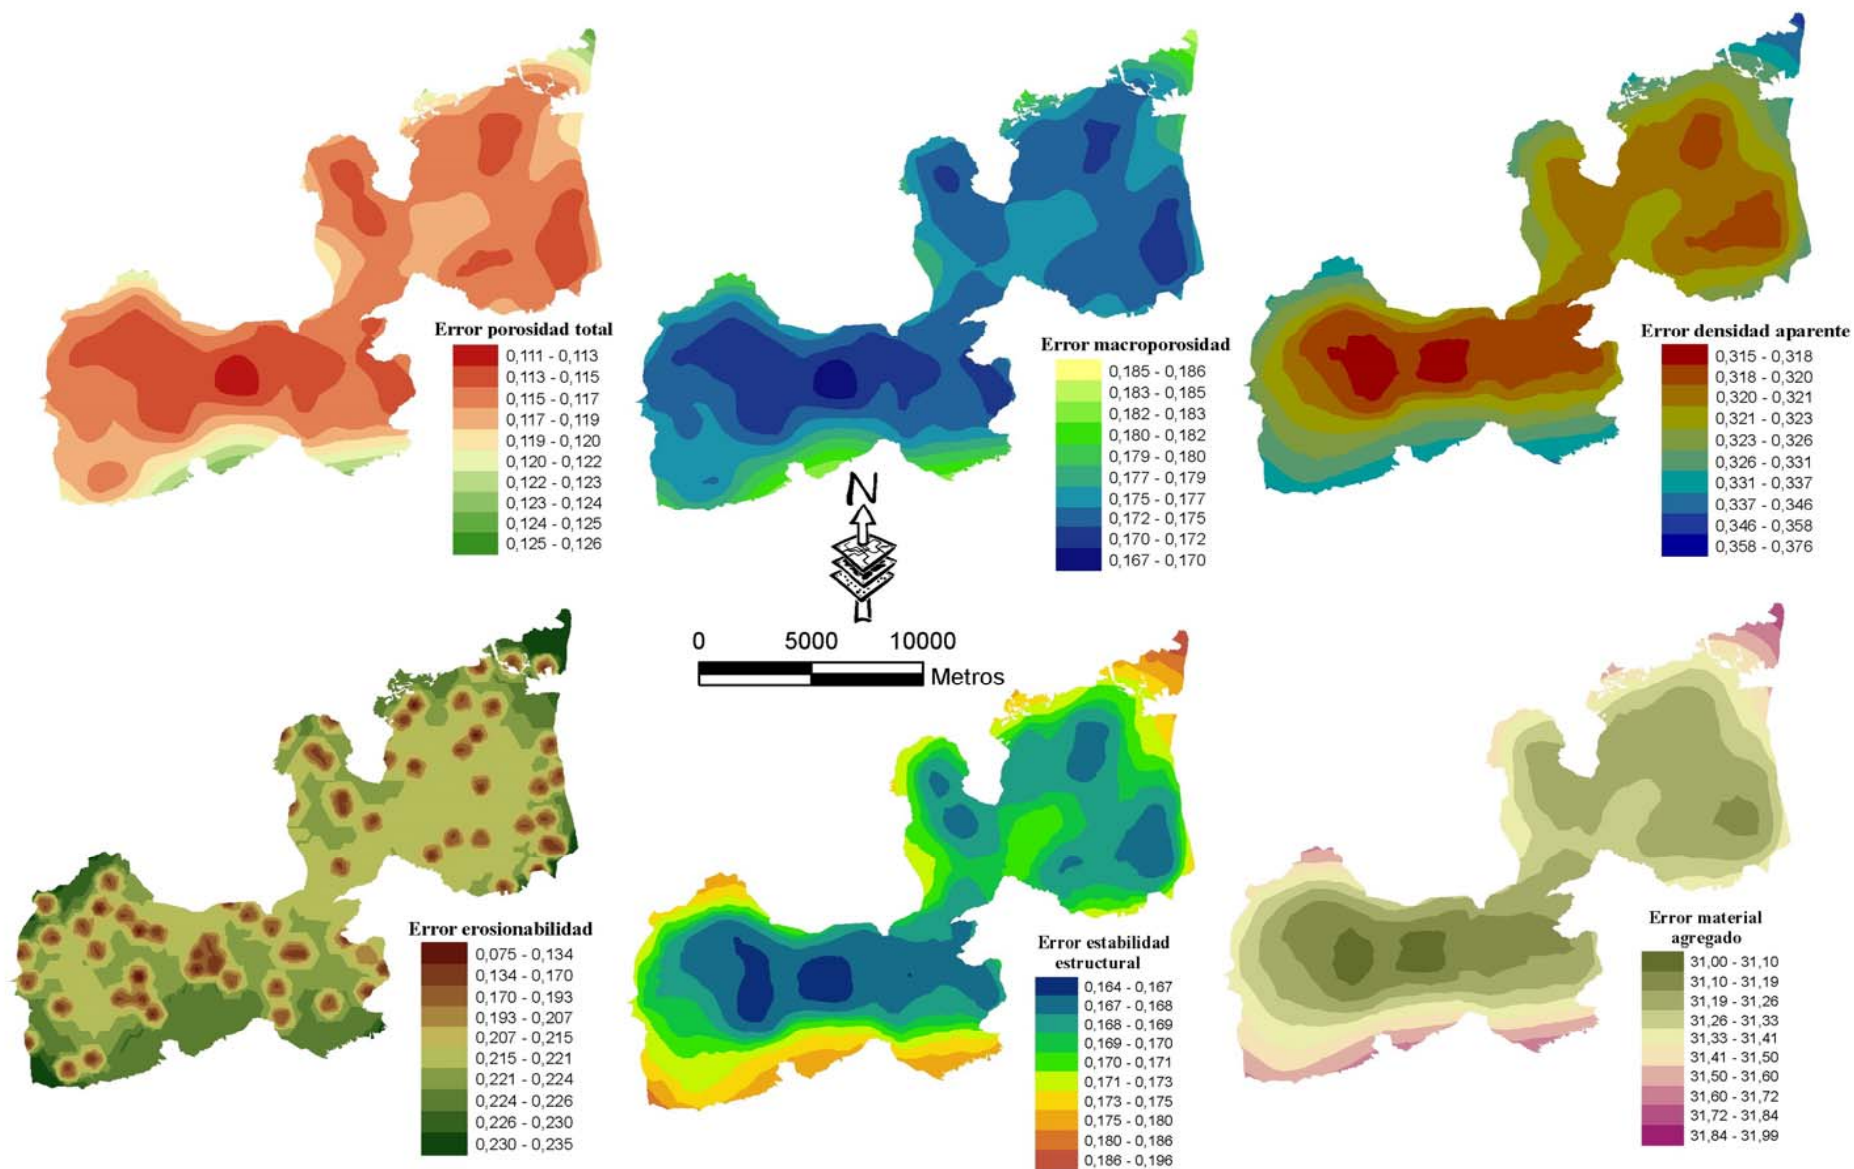 Error porosidad total
0,111 - 0,113
0,113 - 0,115
0,115 - 0,117
0,117 - 0,119
0,119 - 0,120
0,120 - 0,122
0,122 - 0,123
0,123 - 0,124
0,124 - 0,125
0,125 - 0,126
Error macroporosidad
0,185 - 0,186
0,183 - 0,185
0,182 - 0,183
0,180 - 0,182
0,179 - 0,180
0,177 - 0,179
0,175 - 0,177
0,172 - 0,175
0,170 - 0,172
0,167 - 0,170
Error densidad aparente
0,315 - 0,318
0,318 - 0,320
0,320 - 0,321
0,321 - 0,323
0,323 - 0,326
0,326 - 0,331
0,331 - 0,337
0,337 - 0,346
0,346 - 0,358
0,358 - 0,376
N
0 5000 10000
Metros
Error erosionabilidad
0,075 - 0,134
0,134 - 0,170
0,170 - 0,193
0,193 - 0,207
0,207 - 0,215
0,215 - 0,221
0,221 - 0,224
0,224 - 0,226
0,226 - 0,230
0,230 - 0,235
Error estabilidad
estructural
0,164 - 0,167
0,167 - 0,168
0,168 - 0,169
0,169 - 0,170
0,170 - 0,171
0,171 - 0,173
0,173 - 0,175
0,175 - 0,180
0,180 - 0,186
0,186 - 0,196
Error material
agregado
31,00 - 31,10
31,10 - 31,19
31,19 - 31,26
31,26 - 31,33
31,33 - 31,41
31,41 - 31,50
31,50 - 31,60
31,60 - 31,72
31,72 - 31,84
31,84 - 31,99